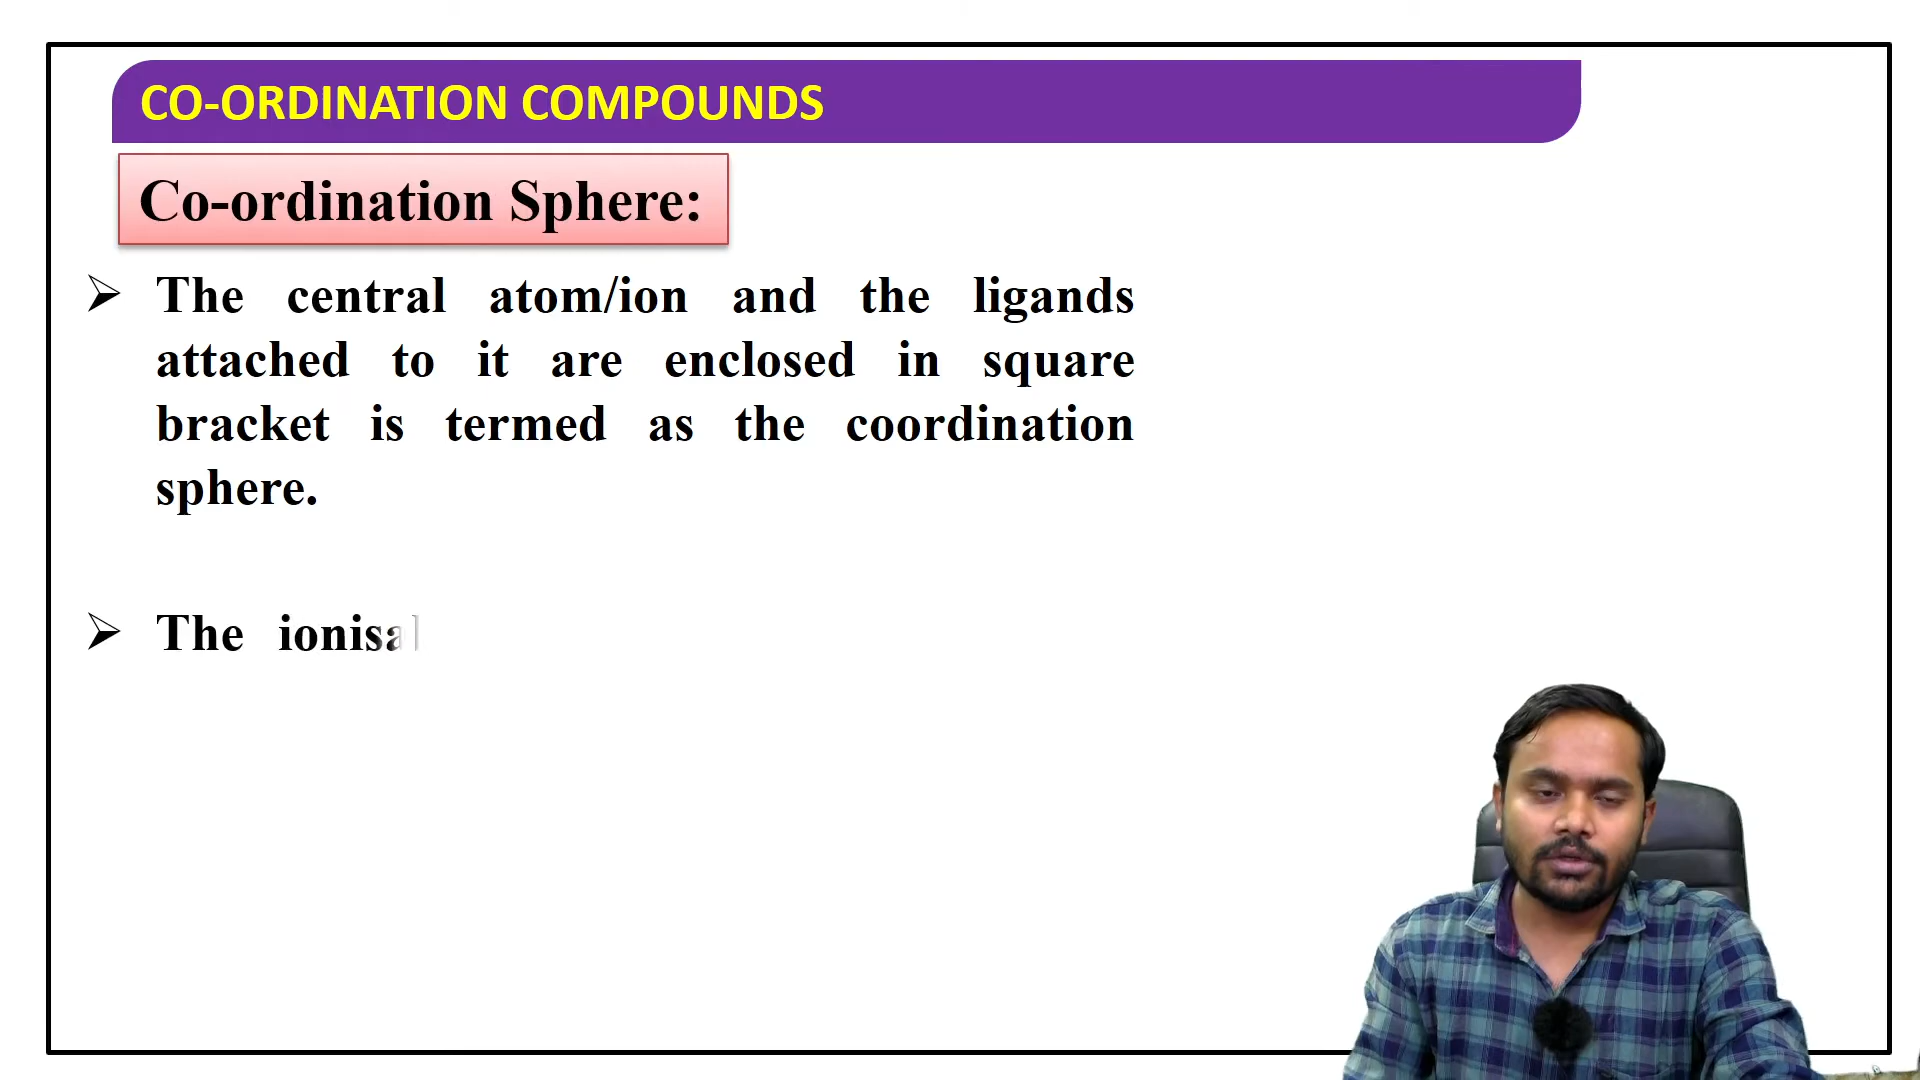 CO-ORDINATION COMPOUNDS
Co-ordination Sphere:
➢ The central atom/ion and the ligands
attached to it are enclosed in square
bracket is termed as the coordination
sphere.
➢ The